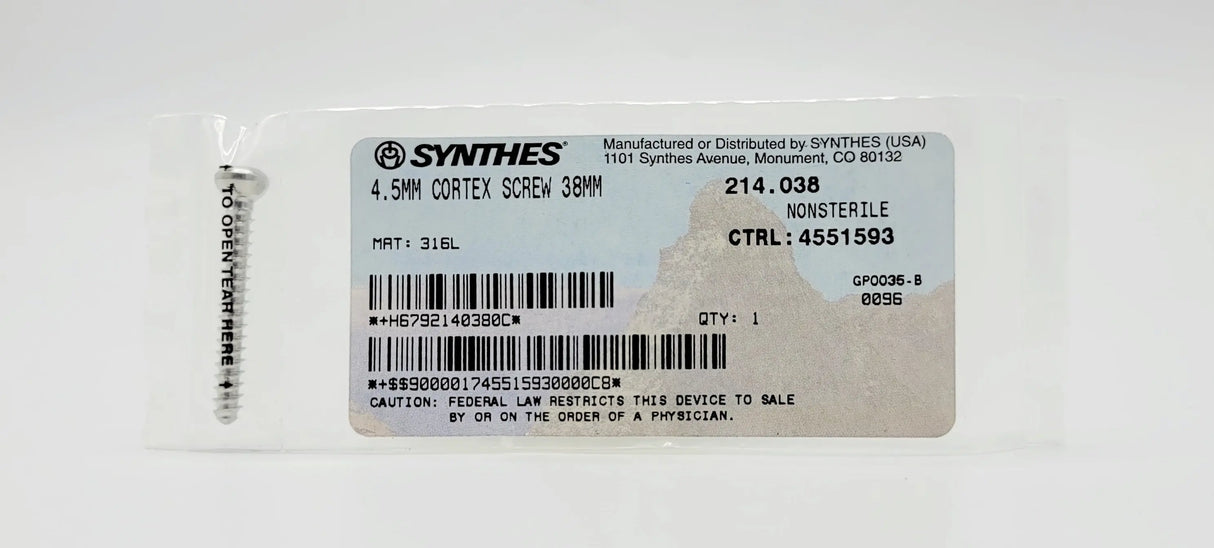 SYNTHES®
Manufactured or Distributed by SYNTHES (USA)
1101 Synthes Avenue, Monument, CO 80132
4.5MM CORTEX SCREW 38MM
214.038
NONSTERILE
MAT: 316L
CTRL: 4551593
GP0035-B
0096
*+H6792140380C*
QTY: 1
*+$$9000017455159300000C8*
CAUTION: FEDERAL LAW RESTRICTS THIS DEVICE TO SALE
BY OR ON THE ORDER OF A PHYSICIAN.
TO OPEN TEAR HERE